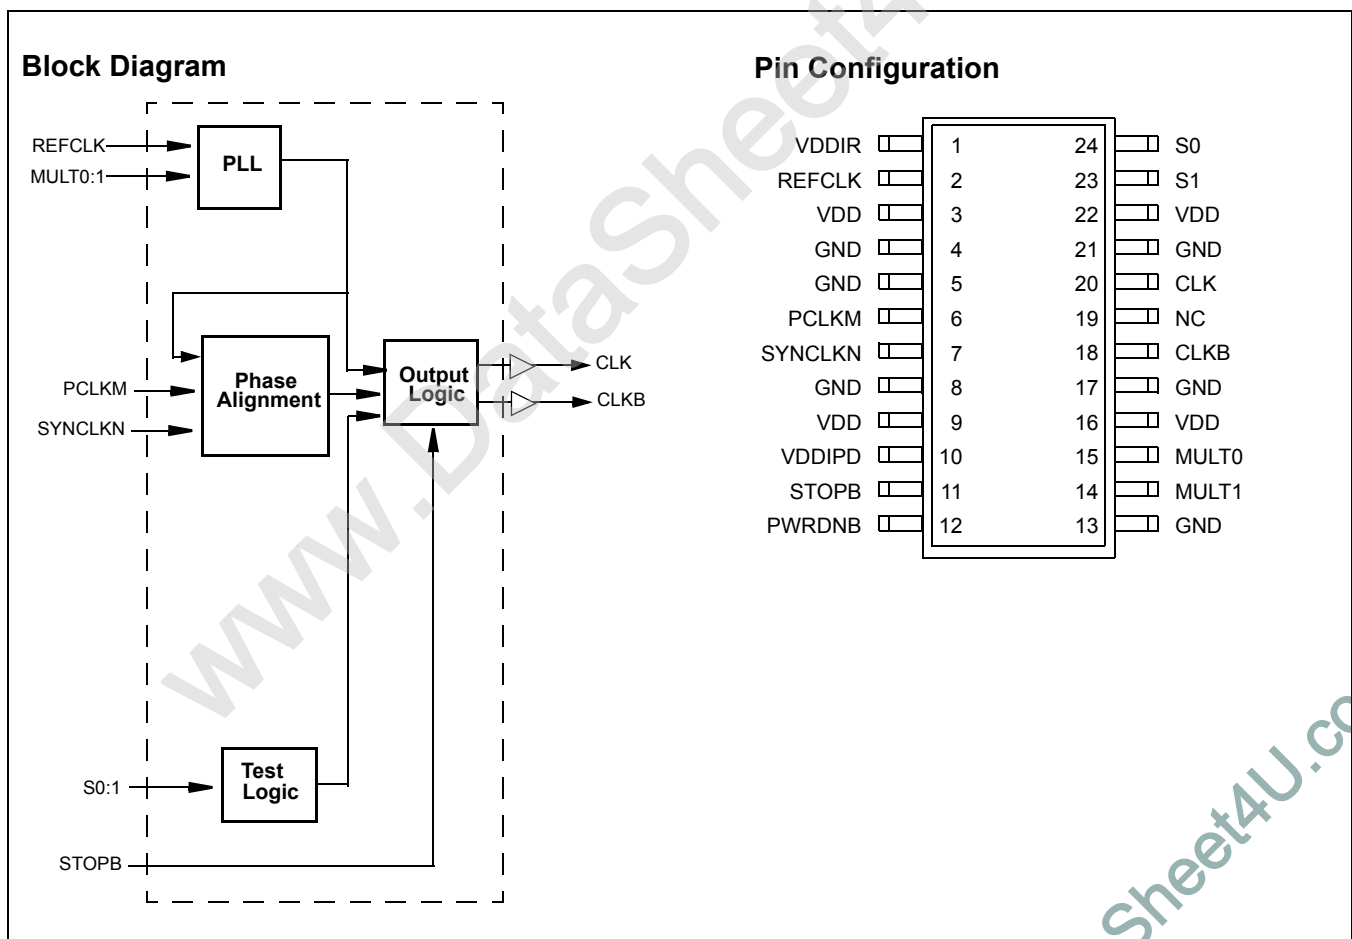 Block Diagram
REFCLK
MULT0:1
PLL
PCLKM
SYNCLKN
Phase
Alignment
Output
Logic
CLK
CLKB
S0:1
Test
Logic
STOPB
Pin Configuration
VDDIR 1 24 S0
REFCLK 2 23 S1
VDD 3 22 VDD
GND 4 21 GND
GND 5 20 CLK
PCLKM 6 19 NC
SYNCLKN 7 18 CLKB
GND 8 17 GND
VDD 9 16 VDD
VDDIPD 10 15 MULT0
STOPB 11 14 MULT1
PWRDNB 12 13 GND
www.DataSheet4
Sheet4U.co